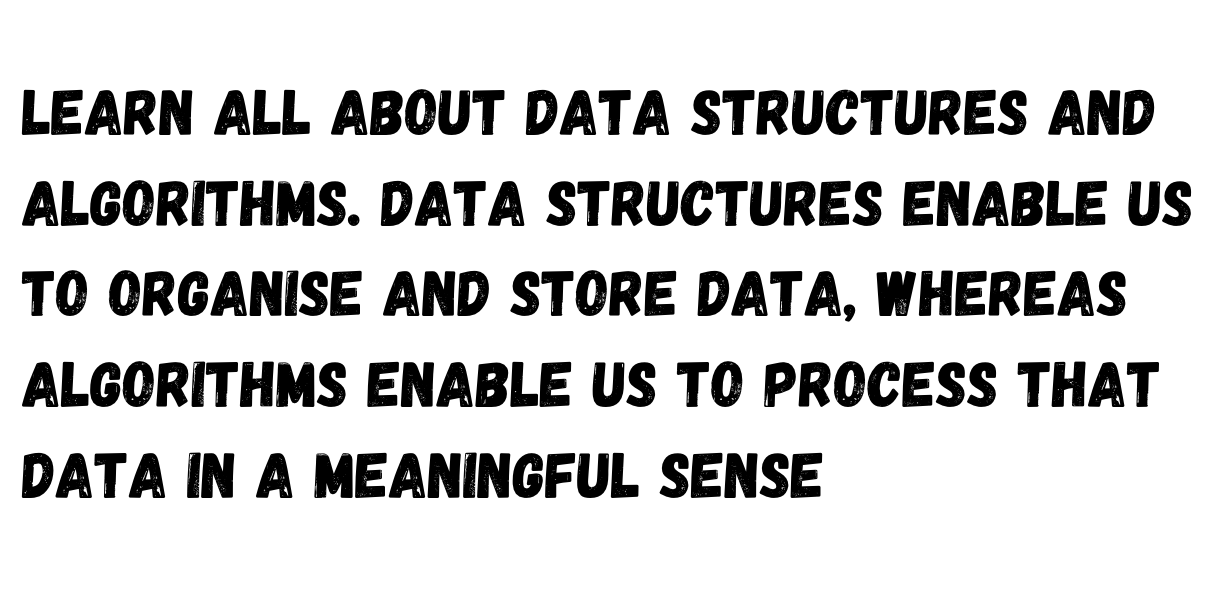 LEARN ALL ABOUT DATA STRUCTURES AND
ALGORITHMS. DATA STRUCTURES ENABLE US
TO ORGANISE AND STORE DATA, WHEREAS
ALGORITHMS ENABLE US TO PROCESS THAT
DATA IN A MEANINGFUL SENSE